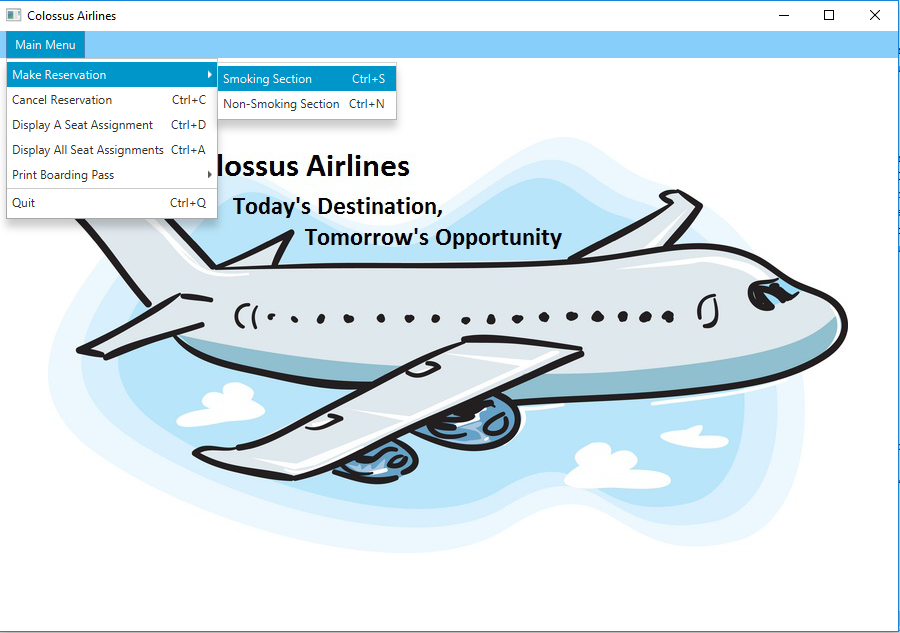 Colossus Airlines
Main Menu
Make Reservation
Smoking Section Ctrl+S
Cancel Reservation Ctrl+C
Non-Smoking Section Ctrl+N
Display A Seat Assignment Ctrl+D
Display All Seat Assignments Ctrl+A
Print Boarding Pass
Quit Ctrl+Q
lossus Airlines
Today's Destination,
Tomorrow's Opportunity